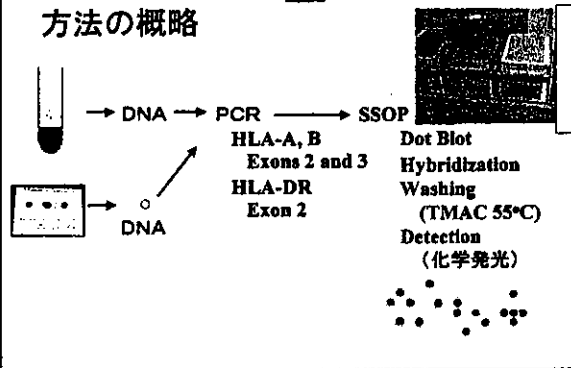 方法の概略
DNA
PCR
SSOP
HLA-A, B
Exons 2 and 3
HLA-DR
Exon 2
DNA
Dot Blot
Hybridization
Washing
(TMAC 55°C)
Detection
(化学発光)